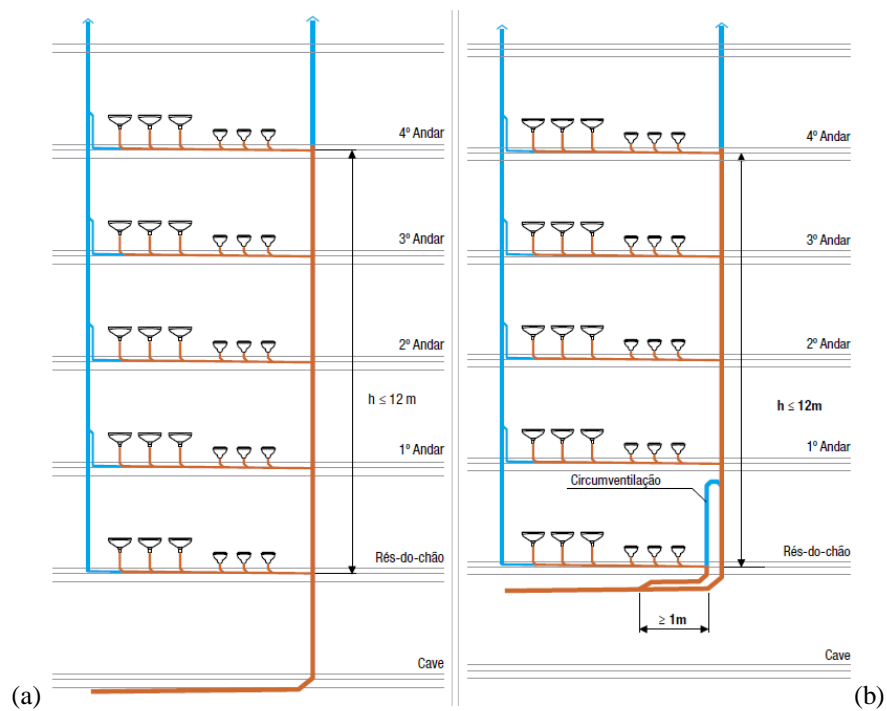 4º Andar
3º Andar
2º Andar
h ≤ 12 m
1º Andar
Rés-do-chão
Cave
(a)
4º Andar
3º Andar
2º Andar
h ≤ 12m
1º Andar
Circumventilação
Rés-do-chão
≥ 1m
Cave
(b)